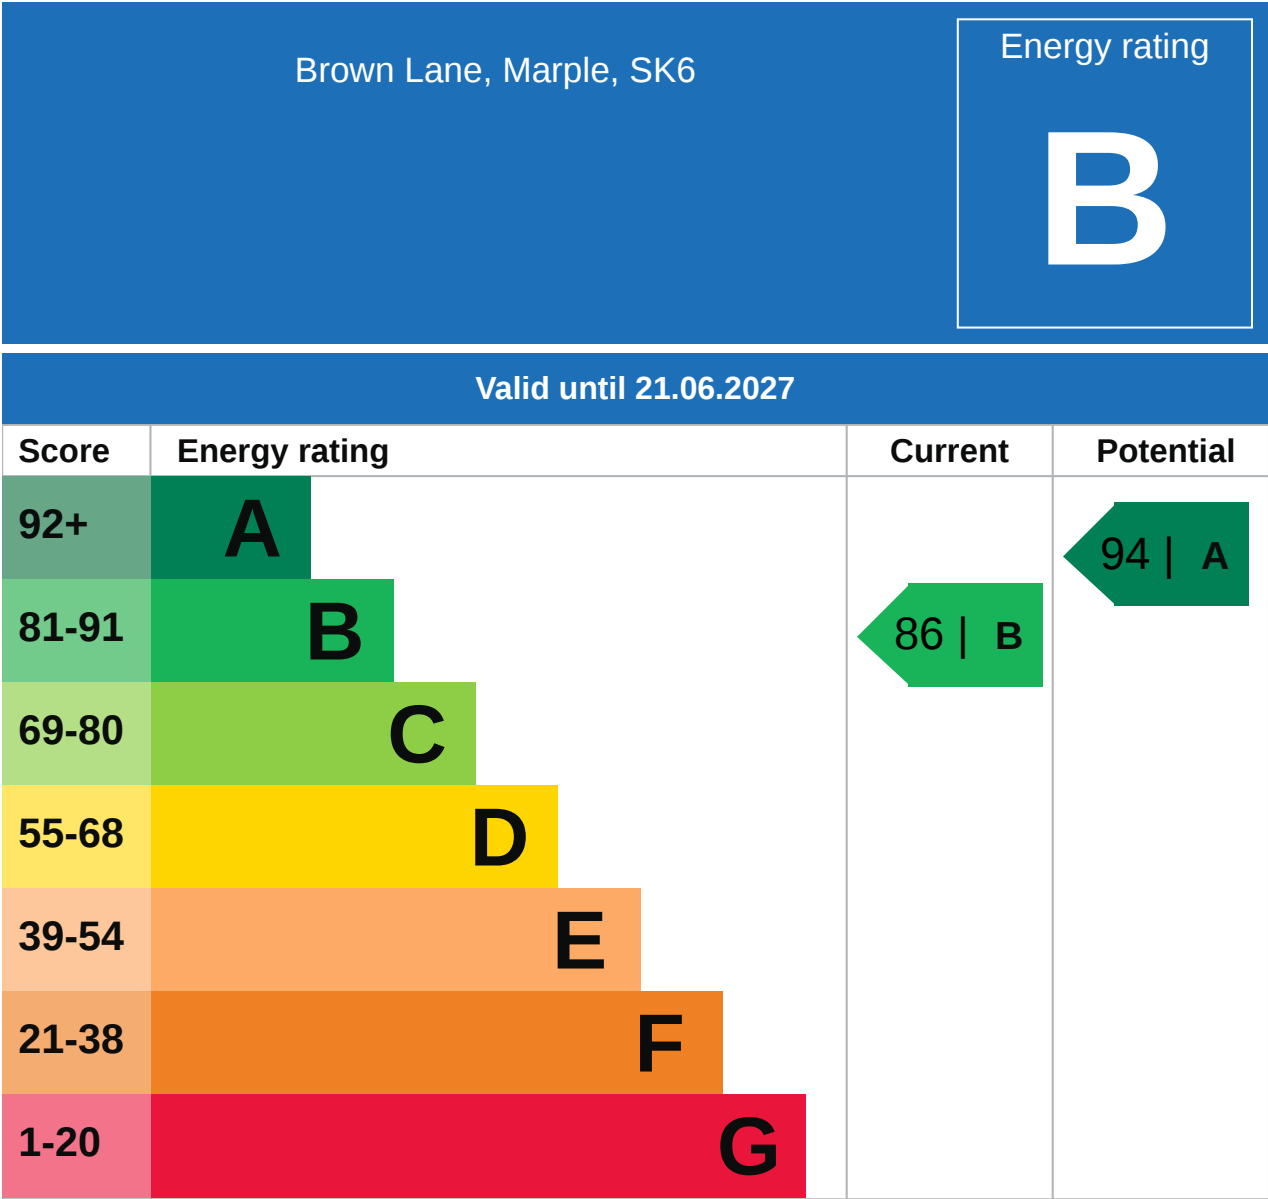 Brown Lane, Marple, SK6
Energy rating
B
Valid until 21.06.2027
Score Energy rating Current Potential
92+ A 94 | A
81-91 B 86 | B
69-80 C
55-68 D
39-54 E
21-38 F
1-20 G